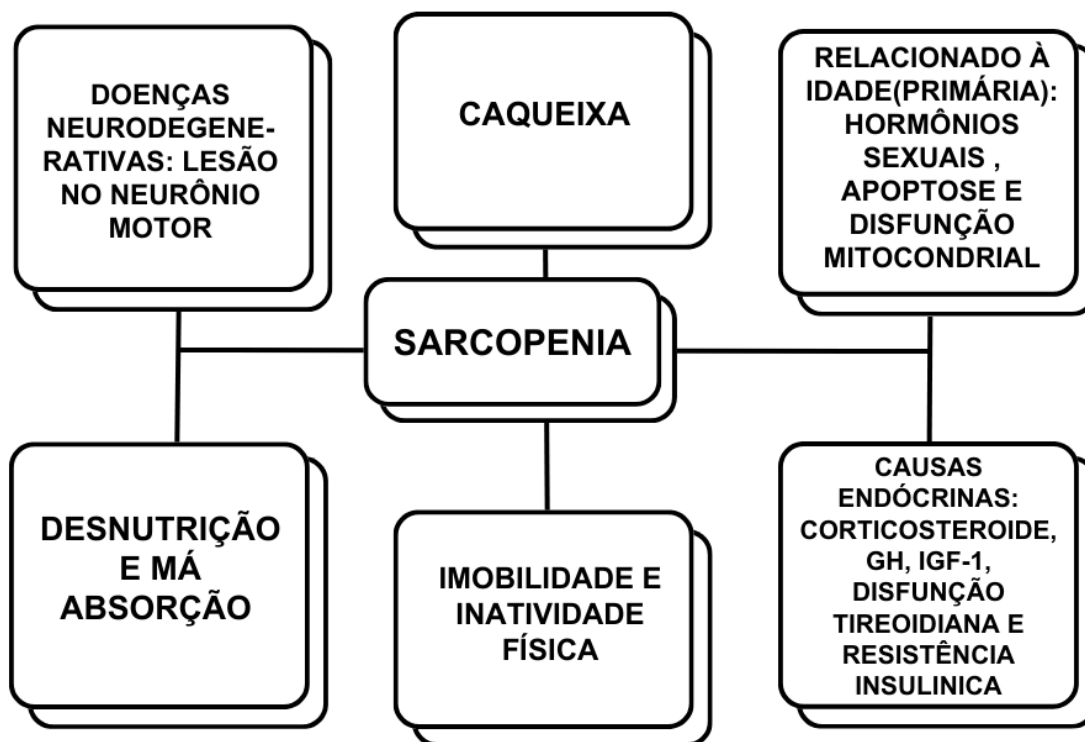 DOENÇAS
NEURODEGENE-
RATIVAS: LESÃO
NO NEURÔNIO
MOTOR
CAQUEIXA
RELACIONADO À
IDADE(PRIMÁRIA):
HORMÔNIOS
SEXUAIS ,
APOPTOSE E
DISFUNÇÃO
MITOCONDRIAL
SARCOPENIA
DESNUTRIÇÃO
E MÁ
ABSORÇÃO
IMOBILIDADE E
INATIVIDADE
FÍSICA
CAUSAS
ENDÓCRINAS:
CORTICOSTEROIDE,
GH, IGF-1,
DISFUNÇÃO
TIREOIDIANA E
RESISTÊNCIA
INSULINICA